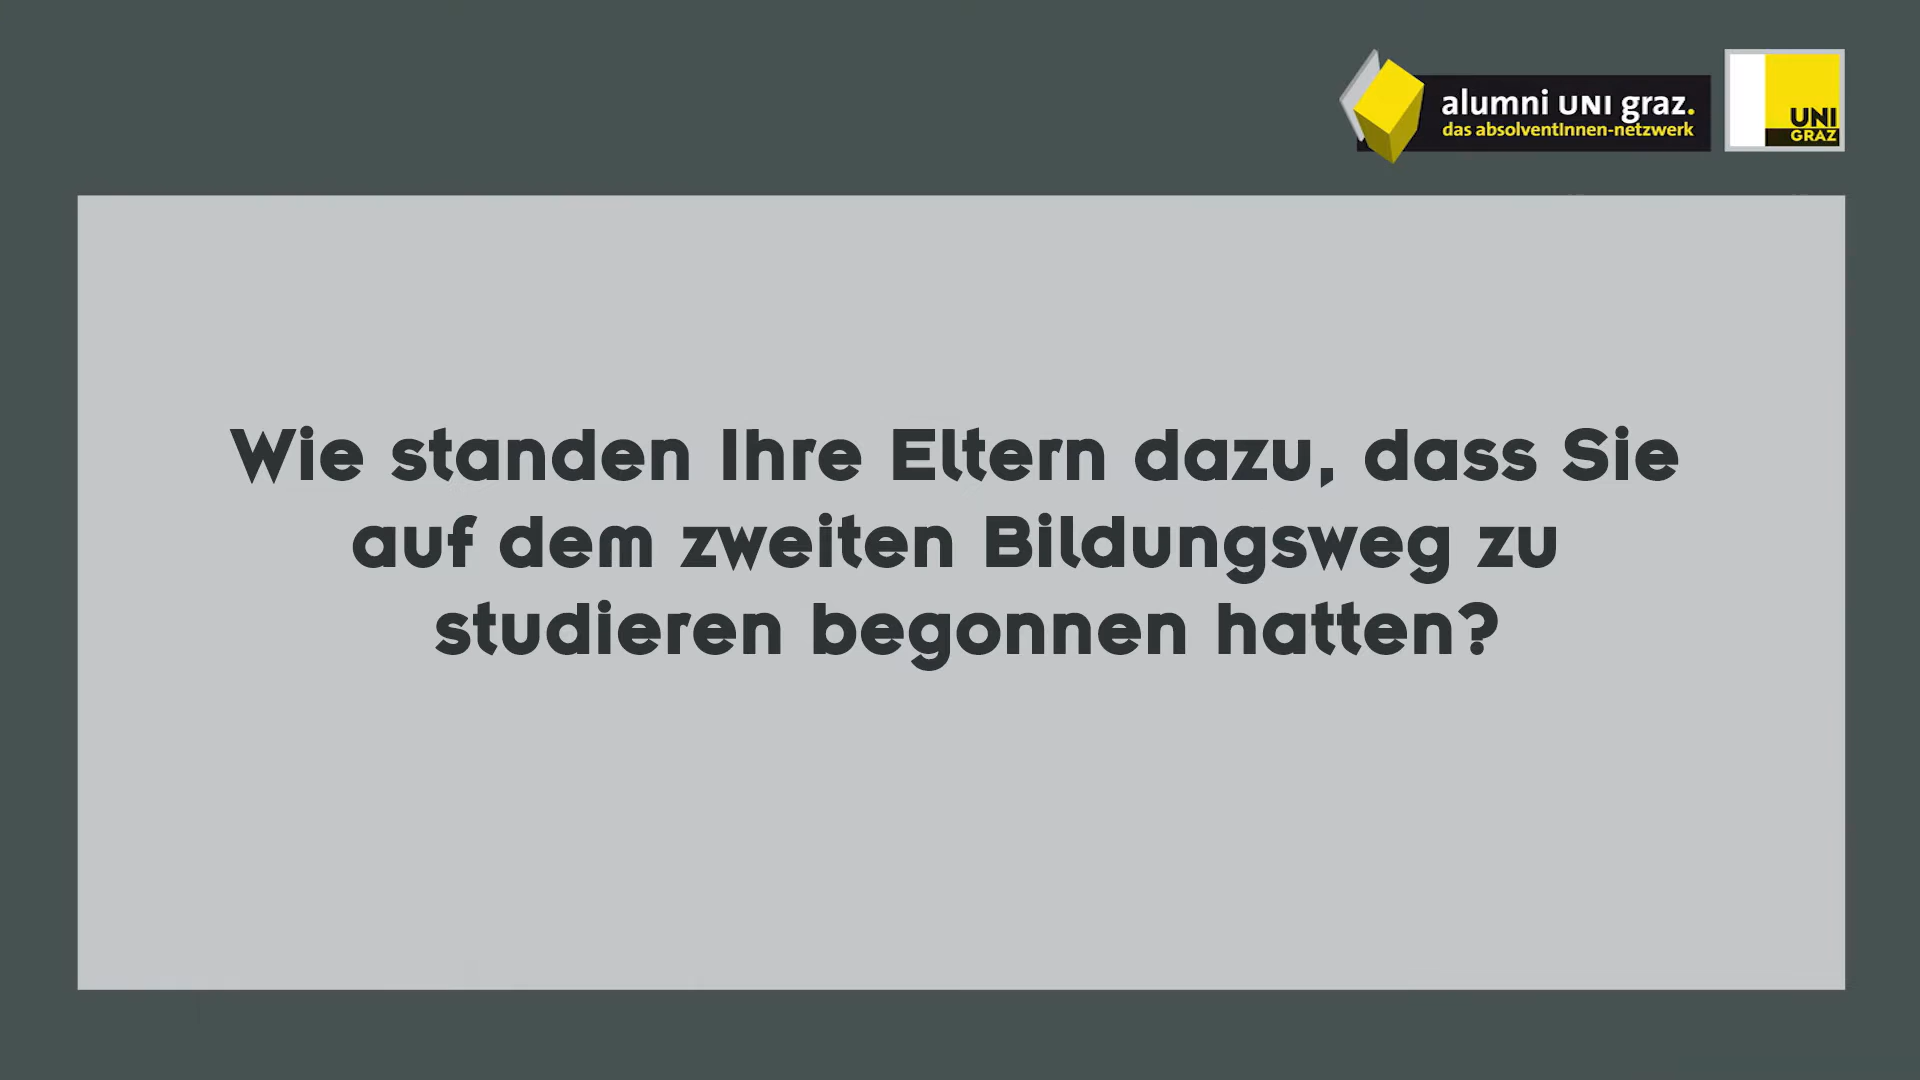 alumni UNI graz.
das absolventInnen-netzwerk
UNI
GRAZ
Wie standen Ihre Eltern dazu, dass Sie
auf dem zweiten Bildungsweg zu
studieren begonnen hatten?